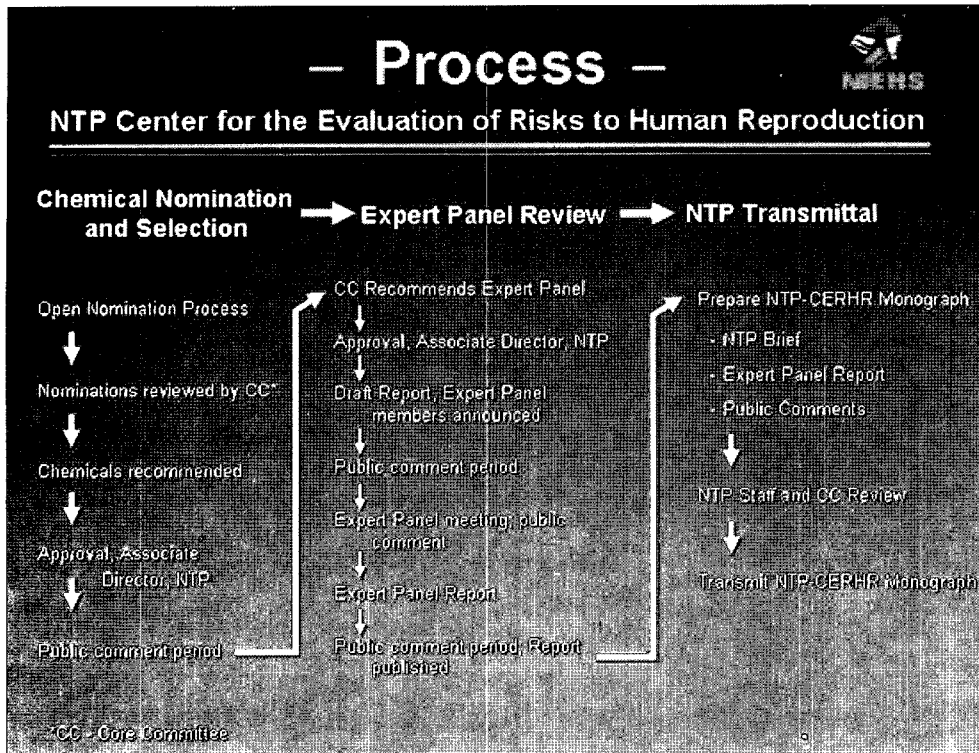 – Process –
NIEHS
NTP Center for the Evaluation of Risks to Human Reproduction
Chemical Nomination
and Selection
Open Nomination Process
Nominations reviewed by CC*
Chemicals recommended
Approval, Associate
Director, NTP
Public comment period
Expert Panel Review
CC Recommends Expert Panel
Approval, Associate Director, NTP
Draft Report, Expert Panel
members announced
Public comment period
Expert Panel meeting; public
comment
Expert Panel Report
Public comment period; Report
published
NTP Transmittal
Prepare NTP-CERHR Monograph
- NTP Brief
- Expert Panel Report
- Public Comments
NTP Staff and CC Review
Transmit NTP-CERHR Monograph
*CC - Core Committee